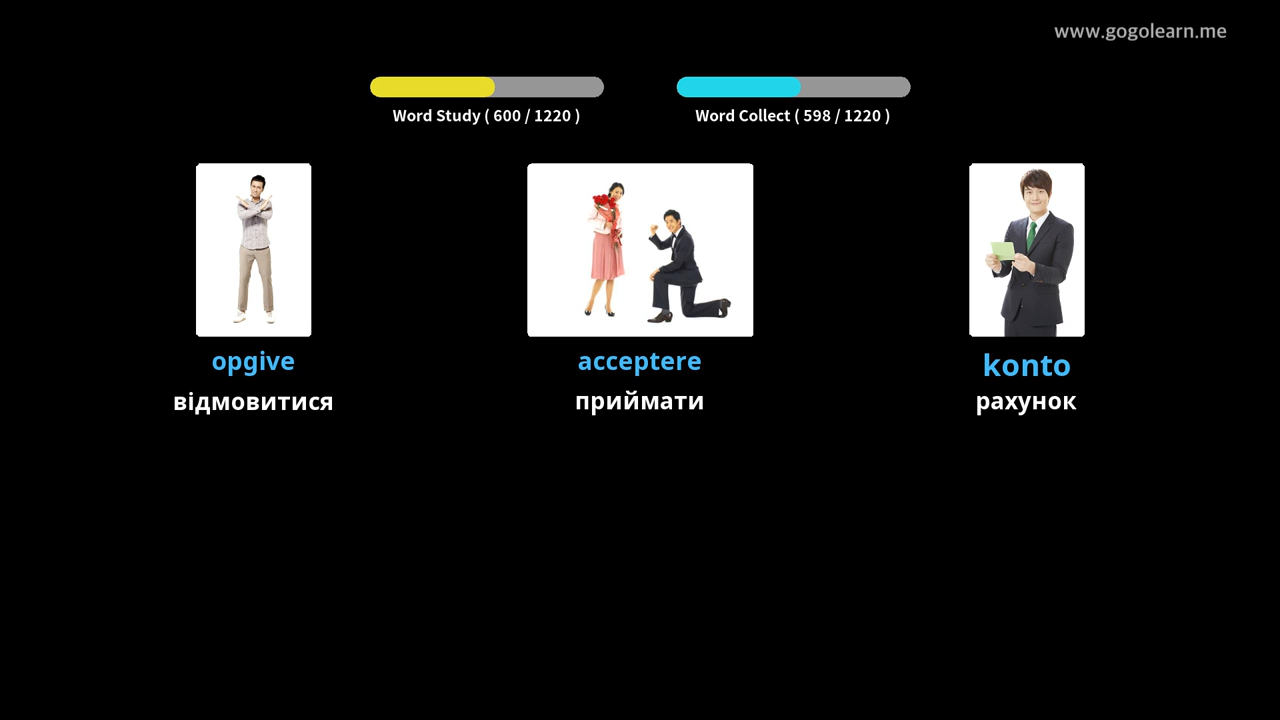 www.gogolearn.me
Word Study ( 600 / 1220 )
Word Collect ( 598 / 1220 )
opgive
acceptere
konto
відмовитися
приймати
рахунок